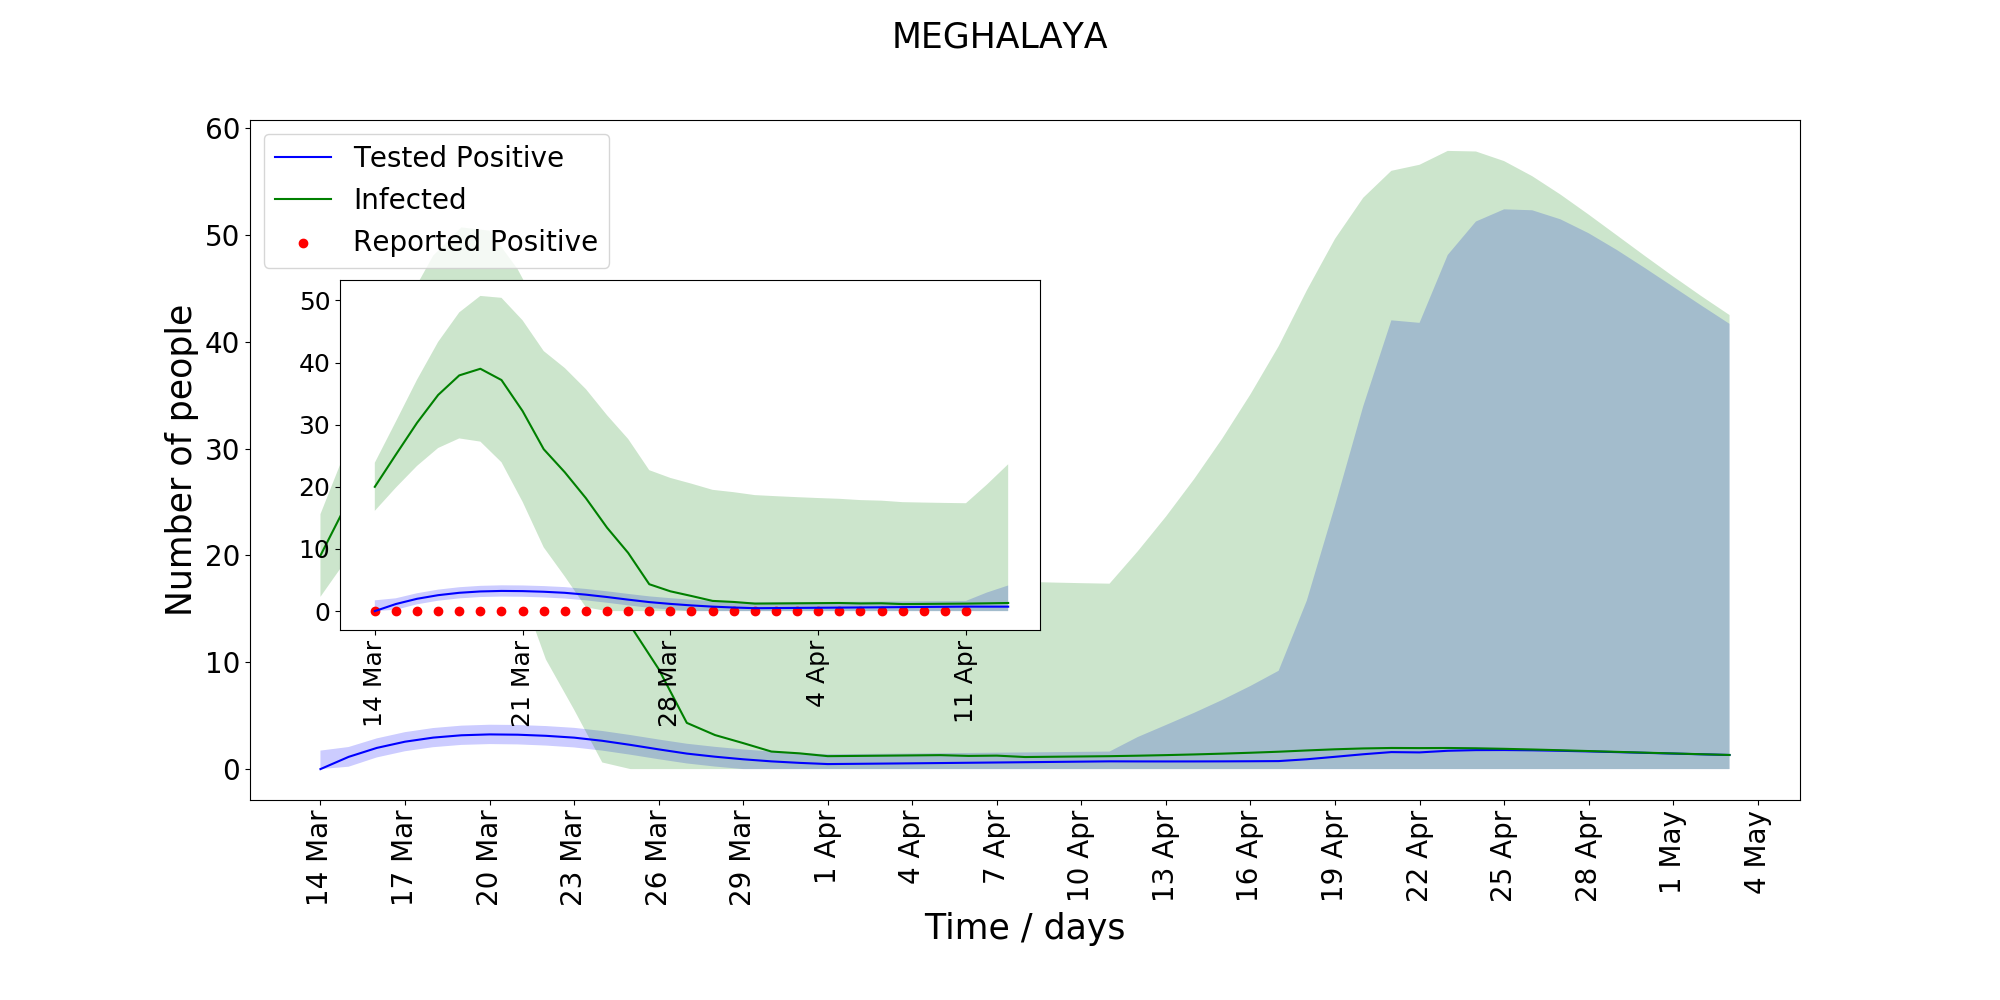 MEGHALAYA
Number of people
60
50
40
30
20
10
0
Tested Positive
Infected
Reported Positive
50
40
30
20
10
0
14 Mar 21 Mar 28 Mar 4 Apr 11 Apr
14 Mar 17 Mar 20 Mar 23 Mar 26 Mar 29 Mar 1 Apr 4 Apr 7 Apr 10 Apr 13 Apr 16 Apr 19 Apr 22 Apr 25 Apr 28 Apr 1 May 4 May
Time / days